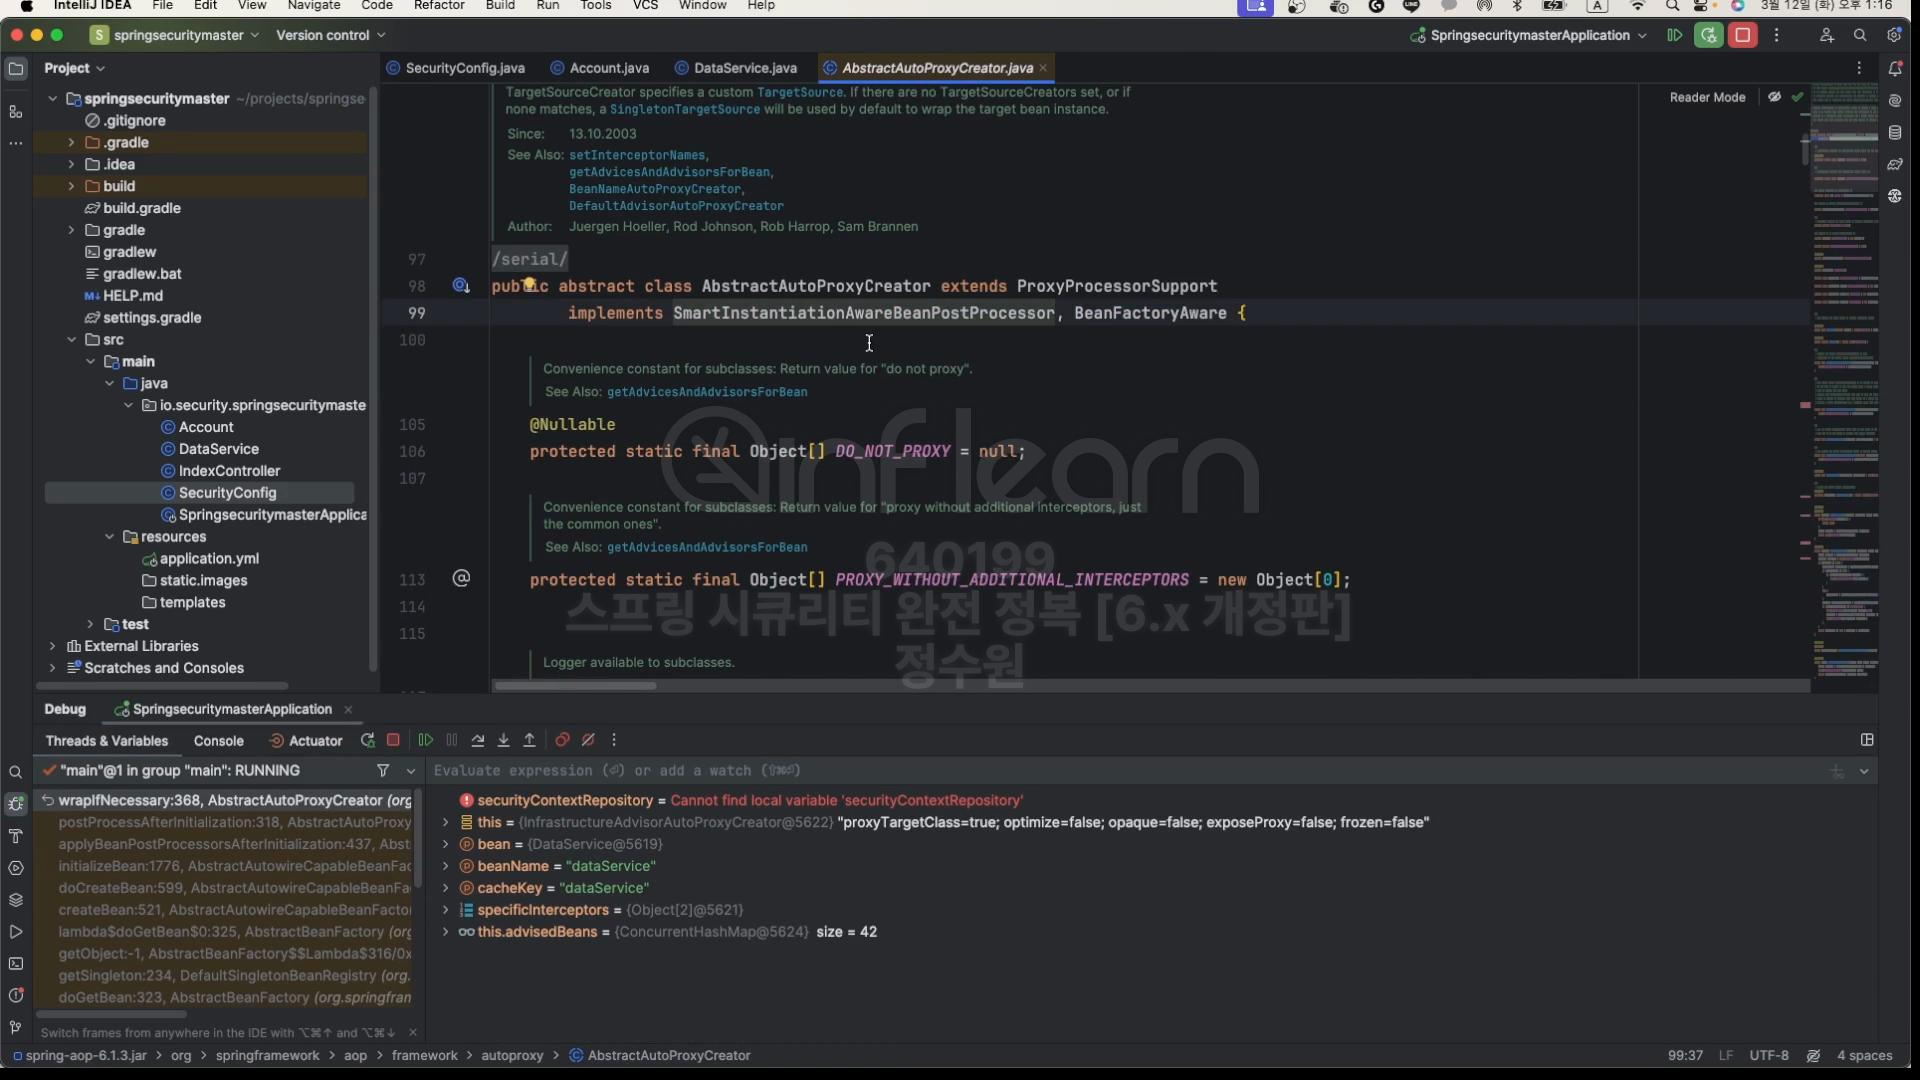 IntelliJ IDEA File Edit View Navigate Code Refactor Build Run Tools VCS Window Help A 3월 12일 (화) 오후 1:16
S springsecuritymaster Version control SpringsecuritymasterApplication
Project SecurityConfig.java Account.java DataService.java AbstractAutoProxyCreator.java
springsecuritymaster ~/projects/springse
.gitignore
.gradle
.idea
build
build.gradle
gradle
gradlew
gradlew.bat
HELP.md
settings.gradle
src
main
java
io.security.springsecuritymaste
Account
DataService
IndexController
SecurityConfig
SpringsecuritymasterApplica
resources
application.yml
static.images
templates
test
External Libraries
Scratches and Consoles
Reader Mode
TargetSourceCreator specifies a custom TargetSource. If there are no TargetSourceCreators set, or if
none matches, a SingletonTargetSource will be used by default to wrap the target bean instance.
Since: 13.10.2003
See Also: setInterceptorNames,
getAdvicesAndAdvisorsForBean,
BeanNameAutoProxyCreator,
DefaultAdvisorAutoProxyCreator
Author: Juergen Hoeller, Rod Johnson, Rob Harrop, Sam Brannen
97 /serial/
98 public abstract class AbstractAutoProxyCreator extends ProxyProcessorSupport
99 implements SmartInstantiationAwareBeanPostProcessor, BeanFactoryAware {
100
Convenience constant for subclasses: Return value for "do not proxy".
See Also: getAdvicesAndAdvisorsForBean
105 @Nullable
106 protected static final Object[] DO_NOT_PROXY = null;
107
Convenience constant for subclasses: Return value for "proxy without additional interceptors, just
the common ones".
See Also: getAdvicesAndAdvisorsForBean
113 protected static final Object[] PROXY_WITHOUT_ADDITIONAL_INTERCEPTORS = new Object[0];
114
115
Logger available to subclasses.
inflearn
640199
스프링 시큐리티 완전 정복 [6.x 개정판]
정수원
Debug SpringsecuritymasterApplication
Threads & Variables Console Actuator
"main"@1 in group "main": RUNNING
Evaluate expression (⏎) or add a watch (⇧⌘⏎)
wrapIfNecessary:368, AbstractAutoProxyCreator (org
postProcessAfterInitialization:318, AbstractAutoProxy
applyBeanPostProcessorsAfterInitialization:437, Abst
initializeBean:1776, AbstractAutowireCapableBeanFac
doCreateBean:599, AbstractAutowireCapableBeanFa
createBean:521, AbstractAutowireCapableBeanFactor
lambda$doGetBean$0:325, AbstractBeanFactory (org
getObject:-1, AbstractBeanFactory$$Lambda$316/0x
getSingleton:234, DefaultSingletonBeanRegistry (org.
doGetBean:323, AbstractBeanFactory (org.springfram
Switch frames from anywhere in the IDE with ⌥⌘↑ and ⌥⌘↓
securityContextRepository = Cannot find local variable 'securityContextRepository'
this = {InfrastructureAdvisorAutoProxyCreator@5622} "proxyTargetClass=true; optimize=false; opaque=false; exposeProxy=false; frozen=false"
bean = {DataService@5619}
beanName = "dataService"
cacheKey = "dataService"
specificInterceptors = {Object[2]@5621}
this.advisedBeans = {ConcurrentHashMap@5624} size = 42
spring-aop-6.1.3.jar > org > springframework > aop > framework > autoproxy > AbstractAutoProxyCreator 99:37 LF UTF-8 4 spaces